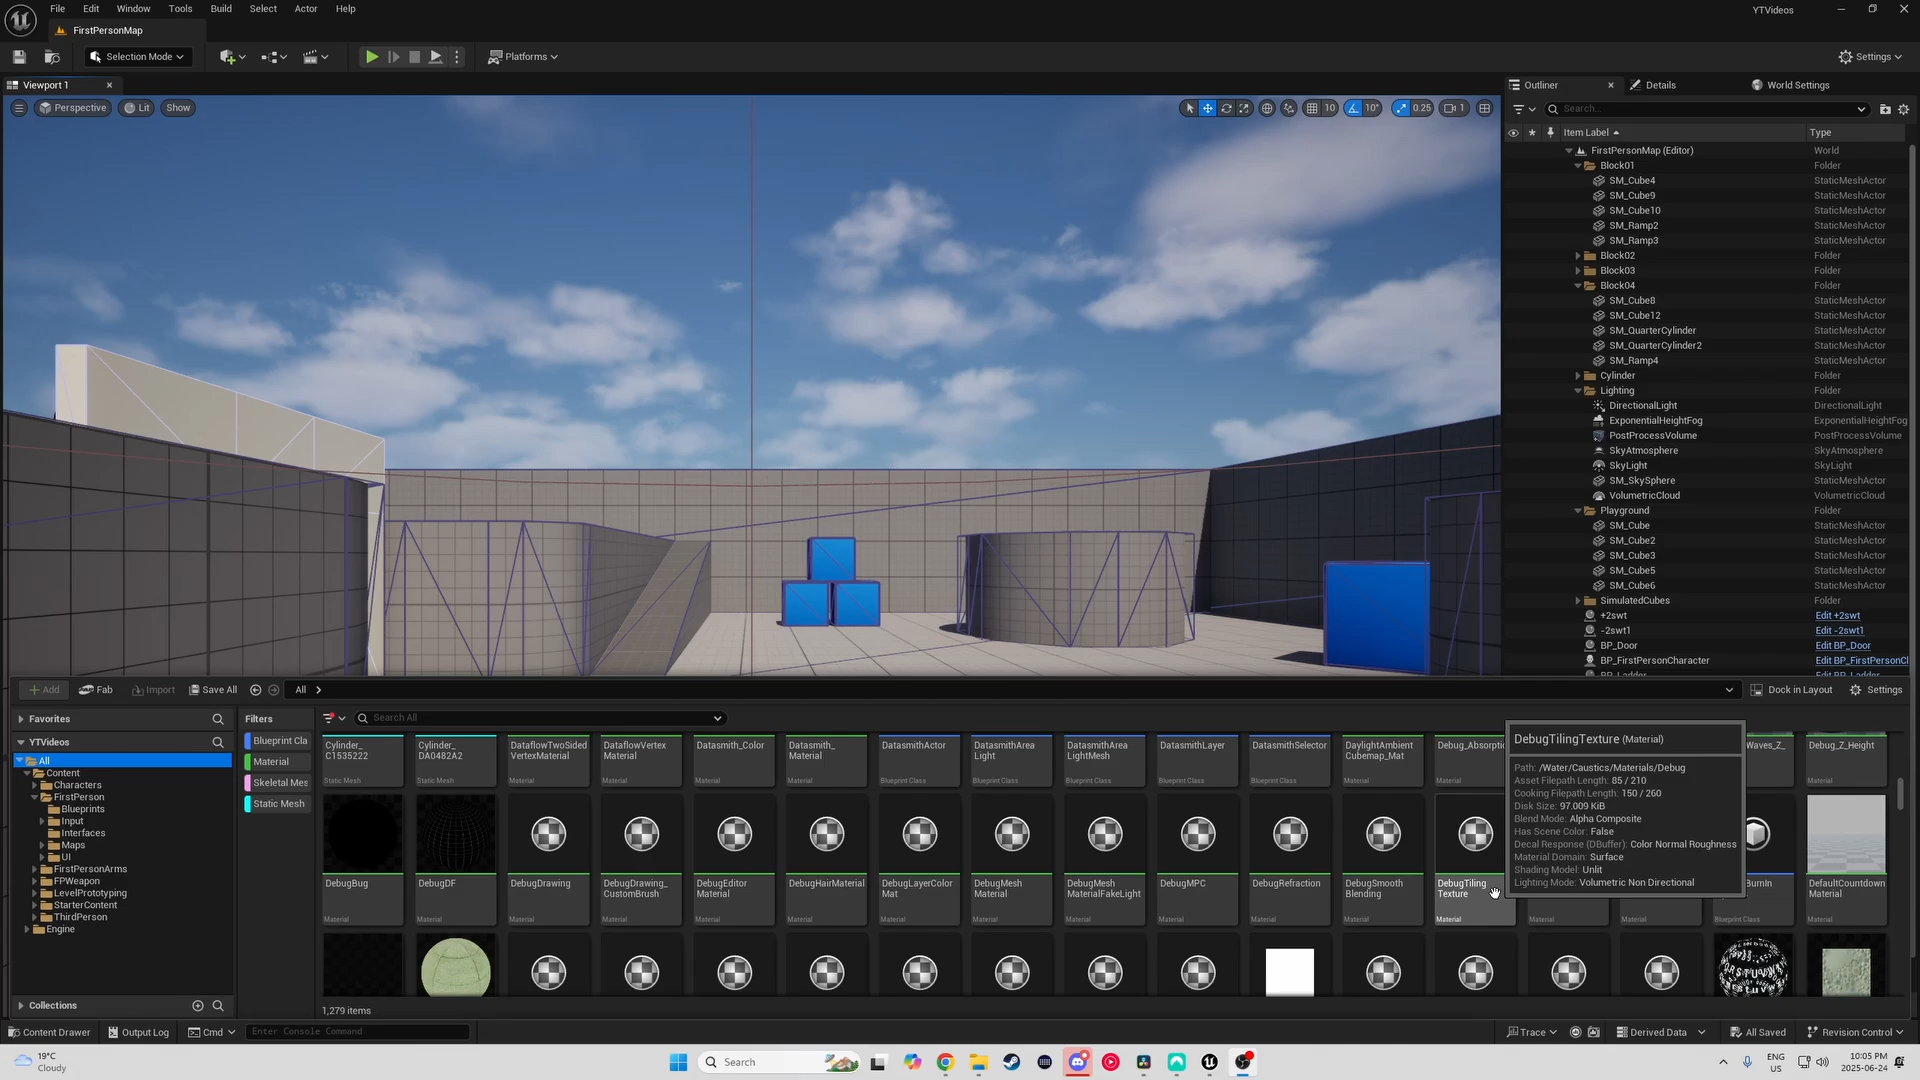 File Edit Window Tools Build Select Actor Help
YTVideos
FirstPersonMap
Selection Mode
Platforms
Settings
Viewport 1
Perspective
Lit
Show
10
10°
0.25
1
Outliner
Details
World Settings
Search...
Item Label
Type
FirstPersonMap (Editor) World
Block01 Folder
SM_Cube4 StaticMeshActor
SM_Cube9 StaticMeshActor
SM_Cube10 StaticMeshActor
SM_Ramp2 StaticMeshActor
SM_Ramp3 StaticMeshActor
Block02 Folder
Block03 Folder
Block04 Folder
SM_Cube8 StaticMeshActor
SM_Cube12 StaticMeshActor
SM_QuarterCylinder StaticMeshActor
SM_QuarterCylinder2 StaticMeshActor
SM_Ramp4 StaticMeshActor
Cylinder Folder
Lighting Folder
DirectionalLight DirectionalLight
ExponentialHeightFog ExponentialHeightFog
PostProcessVolume PostProcessVolume
SkyAtmosphere SkyAtmosphere
SkyLight SkyLight
SM_SkySphere StaticMeshActor
VolumetricCloud VolumetricCloud
Playground Folder
SM_Cube StaticMeshActor
SM_Cube2 StaticMeshActor
SM_Cube3 StaticMeshActor
SM_Cube5 StaticMeshActor
SM_Cube6 StaticMeshActor
SimulatedCubes Folder
+2swt Edit +2swt
-2swt1 Edit -2swt1
BP_Door Edit BP_Door
BP_FirstPersonCharacter Edit BP_FirstPersonCl
BP_Ladder Edit BP_Ladder
Add
Fab
Import
Save All
All
Dock in Layout
Settings
Favorites
YTVideos
All
Content
Characters
FirstPerson
Blueprints
Input
Interfaces
Maps
UI
FirstPersonArms
FPWeapon
LevelPrototyping
StarterContent
ThirdPerson
Engine
Collections
Filters
Blueprint Cla
Material
Skeletal Mes
Static Mesh
Search All
Cylinder_
C1535222
Static Mesh
Cylinder_
DA0482A2
Static Mesh
DataflowTwoSided
VertexMaterial
Material
DataflowVertex
Material
Material
Datasmith_Color
Material
Datasmith_
Material
Material
DatasmithActor
Blueprint Class
DatasmithArea
Light
Blueprint Class
DatasmithArea
LightMesh
Blueprint Class
DatasmithLayer
Blueprint Class
DatasmithSelector
Blueprint Class
DaylightAmbient
Cubemap_Mat
Material
Debug_Absorptic
Material
Waves_Z_
Debug_Z_Height
Material
DebugBug
Material
DebugDF
Material
DebugDrawing
Material
DebugDrawing_
CustomBrush
Material
DebugEditor
Material
Material
DebugHairMaterial
Material
DebugLayerColor
Mat
Material
DebugMesh
Material
Material
DebugMesh
MaterialFakeLight
Material
DebugMPC
Material
DebugRefraction
Material
DebugSmooth
Blending
Material
DebugTiling
Texture
Material
Material
Material
BurnIn
Blueprint Class
DefaultCountdown
Material
Material
DebugTilingTexture (Material)
Path: /Water/Caustics/Materials/Debug
Asset Filepath Length: 85 / 210
Cooking Filepath Length: 150 / 260
Disk Size: 97.009 KiB
Blend Mode: Alpha Composite
Has Scene Color: False
Decal Response (DBuffer): Color Normal Roughness
Material Domain: Surface
Shading Model: Unlit
Lighting Mode: Volumetric Non Directional
1,279 items
Content Drawer
Output Log
Cmd
Enter Console Command
Trace
Derived Data
All Saved
Revision Control
19°C
Cloudy
Search
ENG
US
10:05 PM
2025-06-24